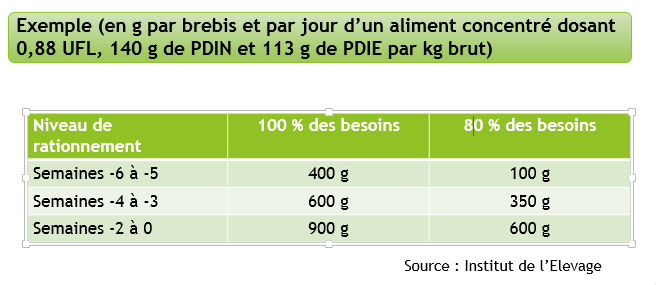 Exemple (en g par brebis et par jour d’un aliment concentré dosant
0,88 UFL, 140 g de PDIN et 113 g de PDIE par kg brut)
Niveau de
rationnement
100 % des besoins
80 % des besoins
Semaines -6 à -5
400 g
100 g
Semaines -4 à -3
600 g
350 g
Semaines -2 à 0
900 g
600 g
Source : Institut de l’Elevage